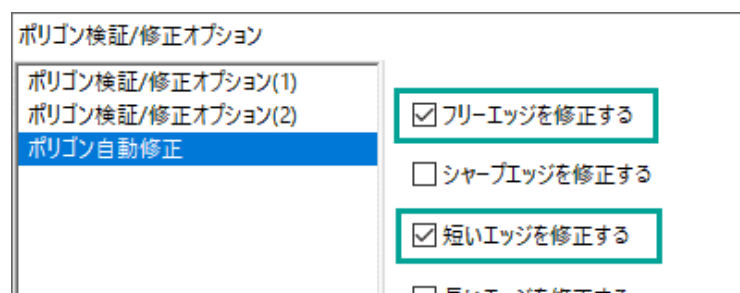 ポリゴン検証/修正オプション
ポリゴン検証/修正オプション(1)
ポリゴン検証/修正オプション(2)
ポリゴン自動修正
フリーエッジを修正する
シャープエッジを修正する
短いエッジを修正する